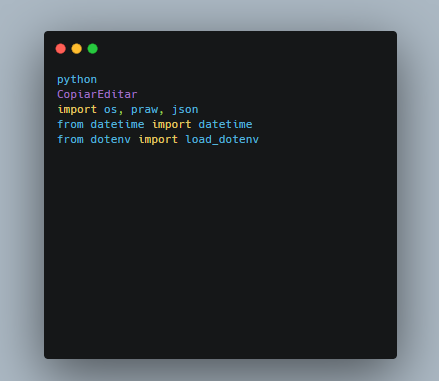 python
CopiarEditar
import os, praw, json
from datetime import datetime
from dotenv import load_dotenv